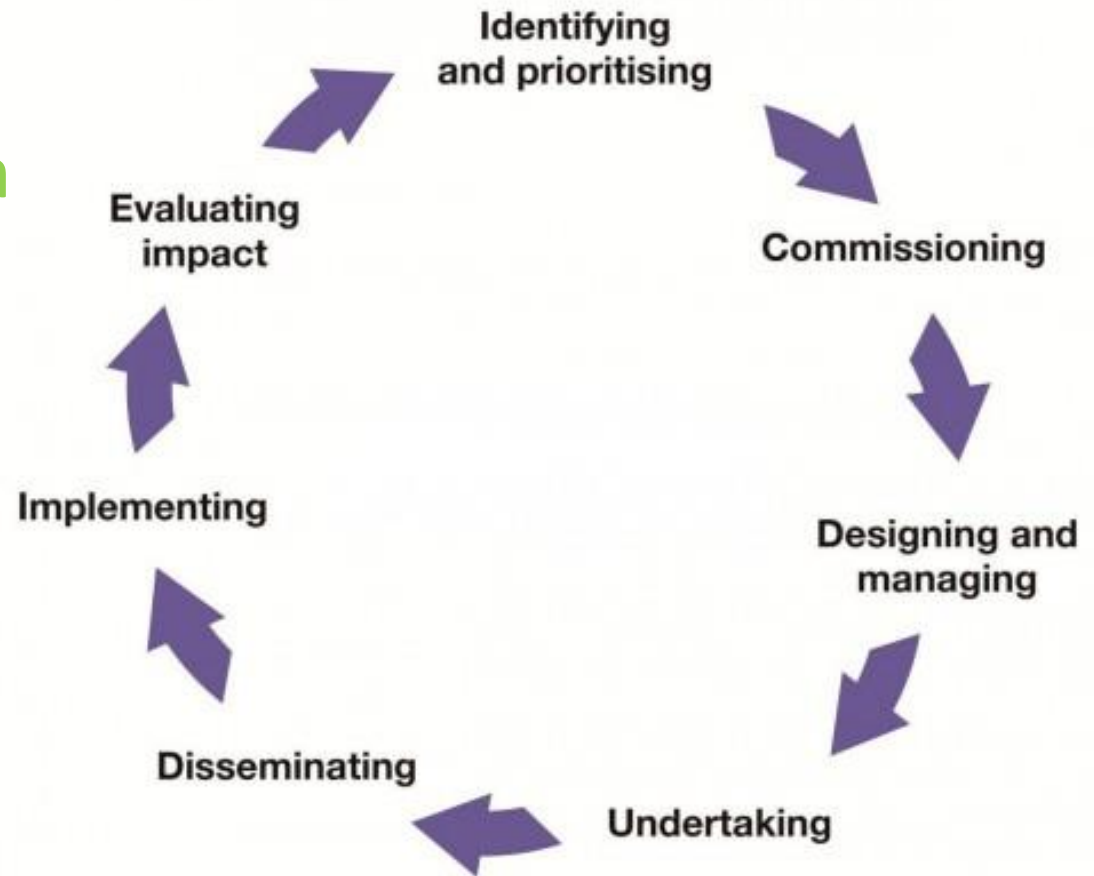 Identifying
and prioritising
Commissioning
Designing and
managing
Undertaking
Disseminating
Implementing
Evaluating
impact